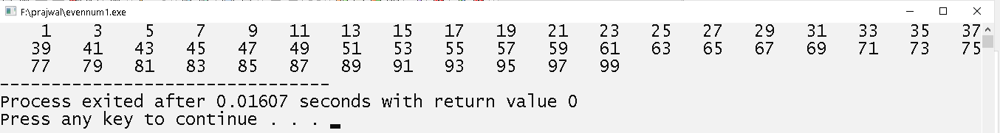 F:\prajwal\evennum1.exe
1 3 5 7 9 11 13 15 17 19 21 23 25 27 29 31 33 35 37
39 41 43 45 47 49 51 53 55 57 59 61 63 65 67 69 71 73 75
77 79 81 83 85 87 89 91 93 95 97 99
--------------------------------
Process exited after 0.01607 seconds with return value 0
Press any key to continue . . .